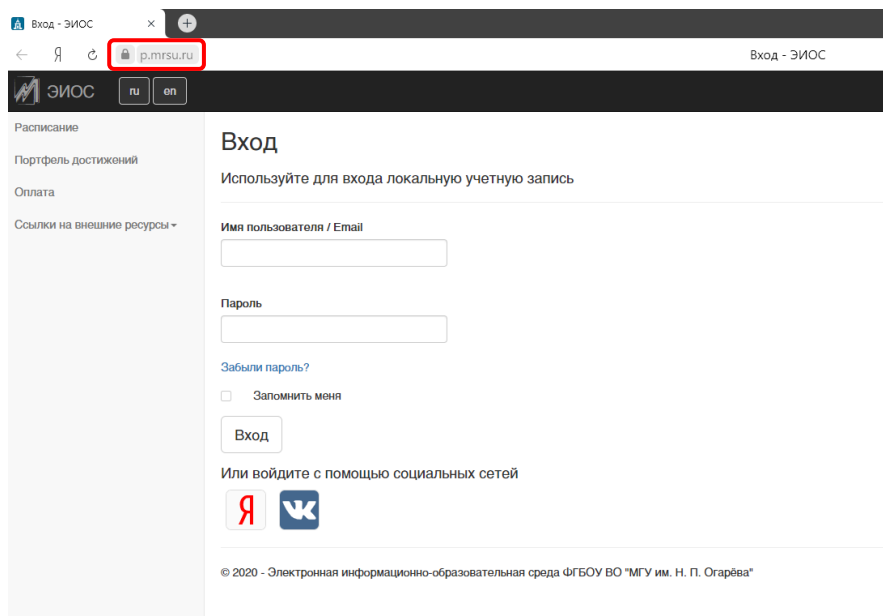 Вход - ЭИОС
p.mrsu.ru
Вход - ЭИОС
ЭИОС
ru
en
Расписание
Портфель достижений
Оплата
Ссылки на внешние ресурсы
Вход
Используйте для входа локальную учетную запись
Имя пользователя / Email
Пароль
Забыли пароль?
Запомнить меня
Вход
Или войдите с помощью социальных сетей
© 2020 - Электронная информационно-образовательная среда ФГБОУ ВО "МГУ им. Н. П. Огарёва"